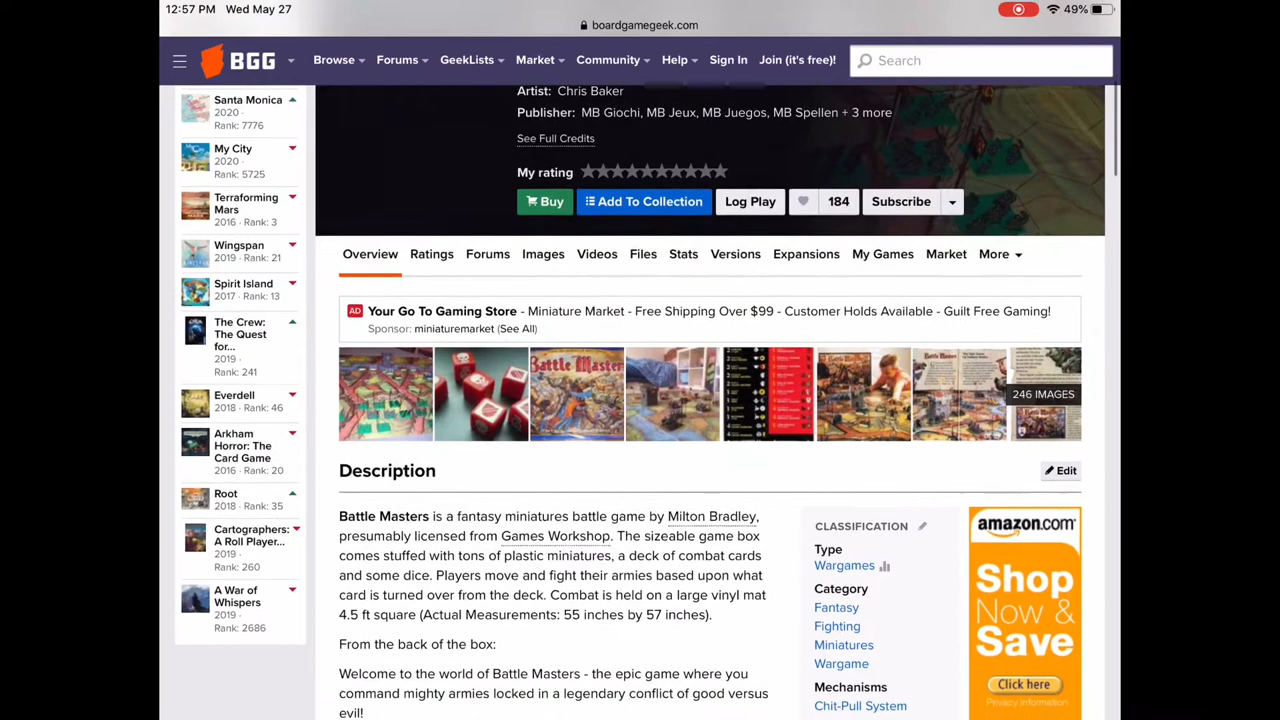 12:57 PM Wed May 27
49%
boardgamegeek.com
BGG
Browse
Forums
GeekLists
Market
Community
Help
Sign In
Join (it's free)!
Search
Santa Monica
2020
Rank: 7776
My City
2020 ·
Rank: 5725
Terraforming
Mars
2016 · Rank: 3
Wingspan
2019 · Rank: 21
Spirit Island
2017 · Rank: 13
The Crew:
The Quest
for...
2019 ·
Rank: 241
Everdell
2018 · Rank: 46
Arkham
Horror: The
Card Game
2016 · Rank: 20
Root
2018 · Rank: 35
Cartographers:
A Roll Player...
2019 ·
Rank: 260
A War of
Whispers
2019 ·
Rank: 2686
Artist: Chris Baker
Publisher: MB Giochi, MB Jeux, MB Juegos, MB Spellen + 3 more
See Full Credits
My rating
Buy
Add To Collection
Log Play
184
Subscribe
Overview
Ratings
Forums
Images
Videos
Files
Stats
Versions
Expansions
My Games
Market
More
AD Your Go To Gaming Store - Miniature Market - Free Shipping Over $99 - Customer Holds Available - Guilt Free Gaming!
Sponsor: miniaturemarket (See All)
Battle Masters
246 IMAGES
Description
Edit
Battle Masters is a fantasy miniatures battle game by Milton Bradley,
presumably licensed from Games Workshop. The sizeable game box
comes stuffed with tons of plastic miniatures, a deck of combat cards
and some dice. Players move and fight their armies based upon what
card is turned over from the deck. Combat is held on a large vinyl mat
4.5 ft square (Actual Measurements: 55 inches by 57 inches).
From the back of the box:
Welcome to the world of Battle Masters - the epic game where you
command mighty armies locked in a legendary conflict of good versus
evil!
CLASSIFICATION
Type
Wargames
Category
Fantasy
Fighting
Miniatures
Wargame
Mechanisms
Chit-Pull System
amazon.com
Shop
Now &
Save
Click here
Privacy Information